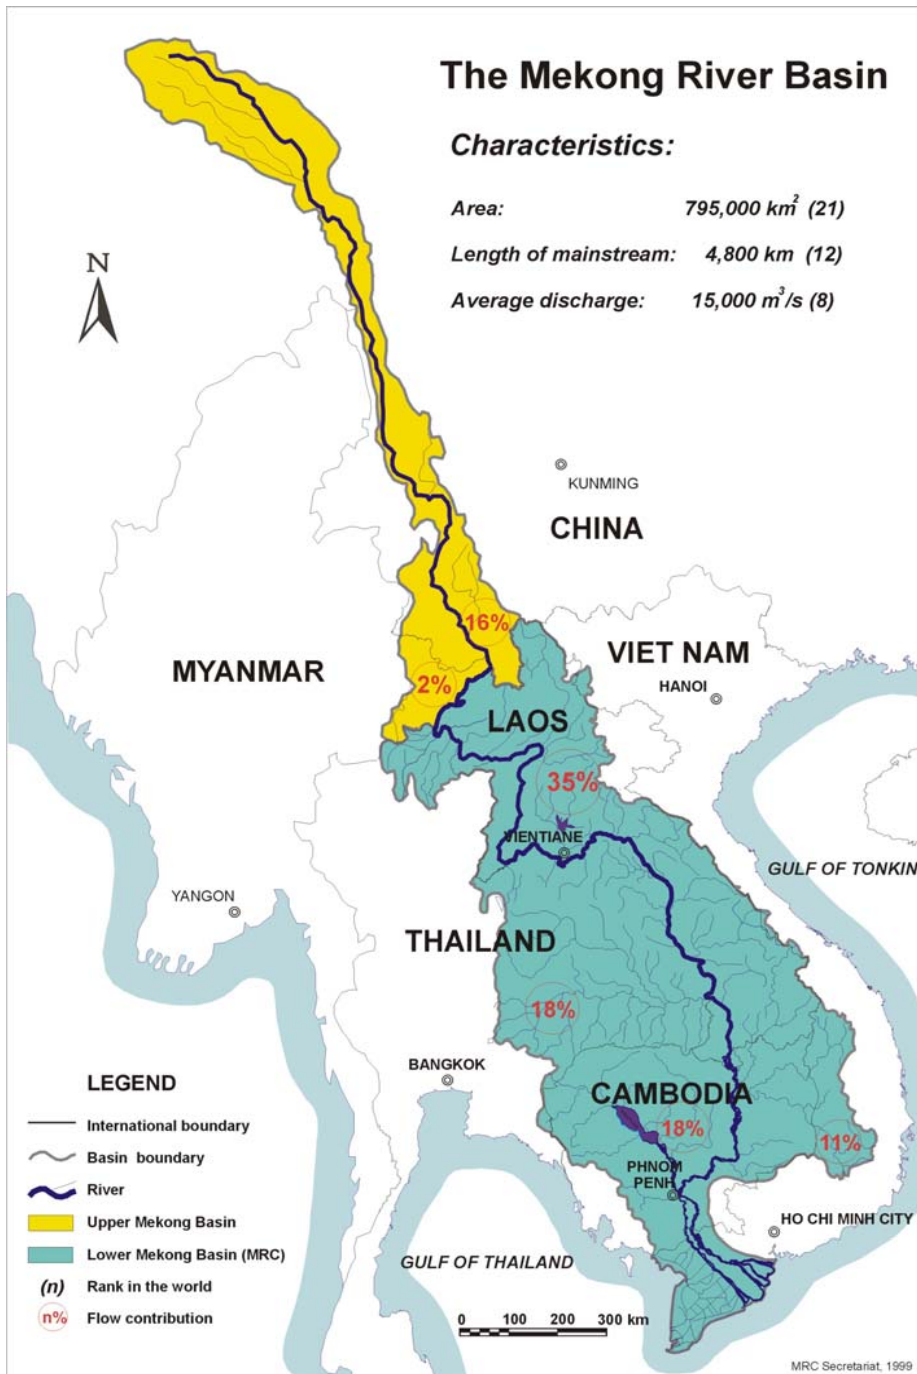 The Mekong River Basin
Characteristics:
Area: 795,000 km² (21)
Length of mainstream: 4,800 km (12)
Average discharge: 15,000 m³/s (8)
N
KUNMING
CHINA
16%
MYANMAR
VIET NAM
2%
HANOI
LAOS
35%
VIENTIANE
GULF OF TONKIN
YANGON
THAILAND
18%
BANGKOK
CAMBODIA
18%
11%
PHNOM
PENH
HO CHI MINH CITY
GULF OF THAILAND
LEGEND
International boundary
Basin boundary
River
Upper Mekong Basin
Lower Mekong Basin (MRC)
(n) Rank in the world
n% Flow contribution
0 100 200 300 km
MRC Secretariat, 1999